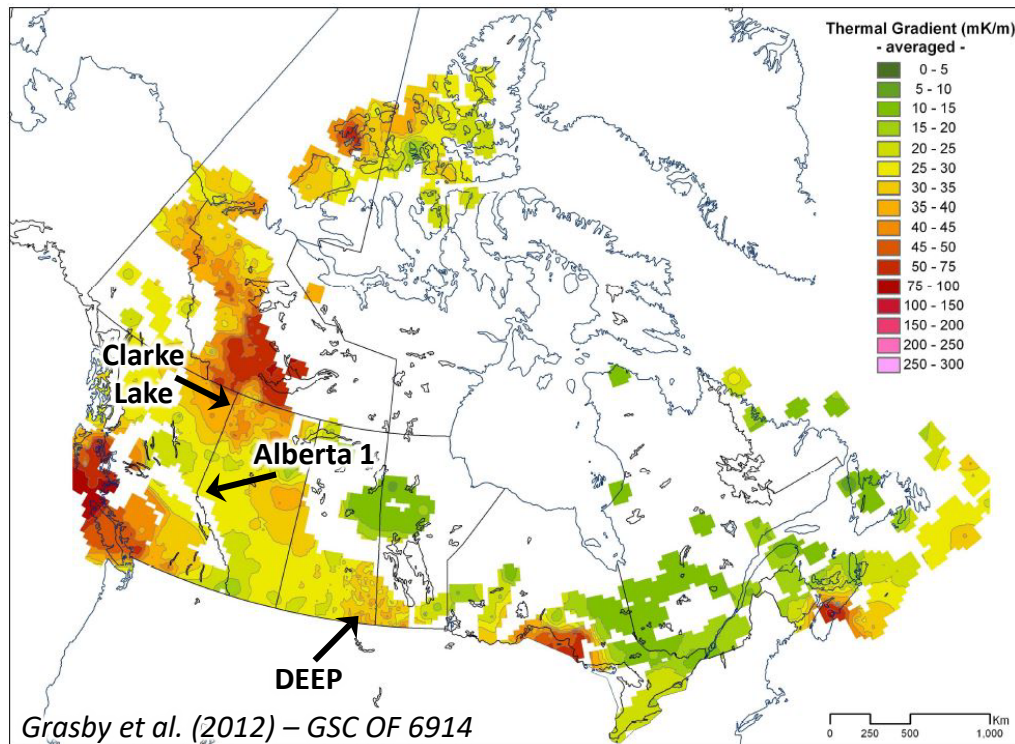 Thermal Gradient (mK/m)
- averaged -
0 - 5
5 - 10
10 - 15
15 - 20
20 - 25
25 - 30
30 - 35
35 - 40
40 - 45
45 - 50
50 - 75
75 - 100
100 - 150
150 - 200
200 - 250
250 - 300
Clarke
Lake
Alberta 1
DEEP
Grasby et al. (2012) – GSC OF 6914
Km
0 250 500 1,000